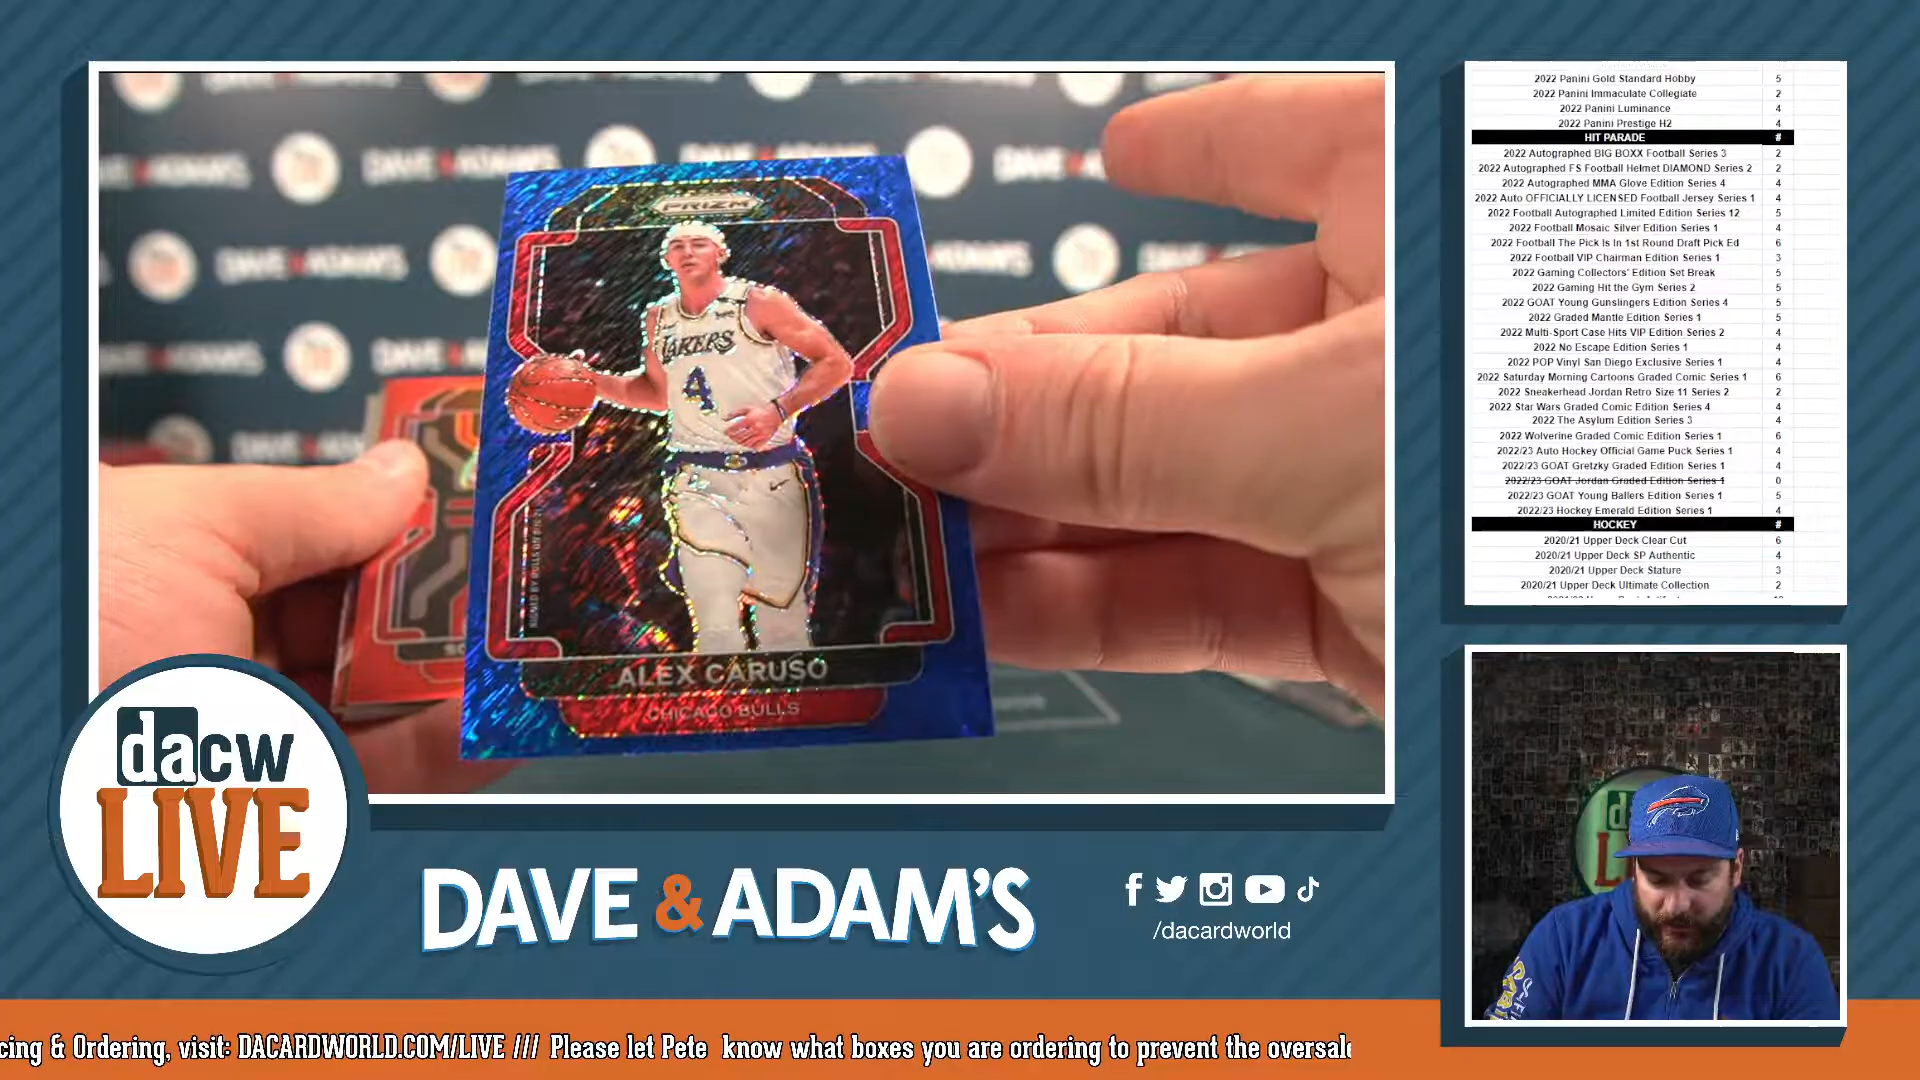 DAVE & ADAM'S
DAVE & ADAM'S
DAVE & ADAM'S
PRIZM
LAKERS
4
ALEX CARUSO
CHICAGO BULLS
2022 Panini Gold Standard Hobby 5
2022 Panini Immaculate Collegiate 2
2022 Panini Luminance 4
2022 Panini Prestige H2 4
HIT PARADE #
2022 Autographed BIG BOXX Football Series 3 2
2022 Autographed FS Football Helmet DIAMOND Series 2 2
2022 Autographed MMA Glove Edition Series 4 4
2022 Auto OFFICIALLY LICENSED Football Jersey Series 1 4
2022 Football Autographed Limited Edition Series 12 5
2022 Football Mosaic Silver Edition Series 1 4
2022 Football The Pick Is In 1st Round Draft Pick Ed 6
2022 Football VIP Chairman Edition Series 1 3
2022 Gaming Collectors' Edition Set Break 5
2022 Gaming Hit the Gym Series 2 5
2022 GOAT Young Gunslingers Edition Series 4 5
2022 Graded Mantle Edition Series 1 5
2022 Multi-Sport Case Hits VIP Edition Series 2 4
2022 No Escape Edition Series 1 4
2022 POP Vinyl San Diego Exclusive Series 1 4
2022 Saturday Morning Cartoons Graded Comic Series 1 6
2022 Sneakerhead Jordan Retro Size 11 Series 2 2
2022 Star Wars Graded Comic Edition Series 4 4
2022 The Asylum Edition Series 3 4
2022 Wolverine Graded Comic Edition Series 1 6
2022/23 Auto Hockey Official Game Puck Series 1 4
2022/23 GOAT Gretzky Graded Edition Series 1 4
2022/23 GOAT Jordan Graded Edition Series 1 0
2022/23 GOAT Young Ballers Edition Series 1 5
2022/23 Hockey Emerald Edition Series 1 4
HOCKEY #
2020/21 Upper Deck Clear Cut 6
2020/21 Upper Deck SP Authentic 4
2020/21 Upper Deck Stature 3
2020/21 Upper Deck Ultimate Collection 2
dacw
LIVE
DAVE & ADAM'S
/dacardworld
cing & Ordering, visit: DACARDWORLD.COM/LIVE /// Please let Pete know what boxes you are ordering to prevent the oversal